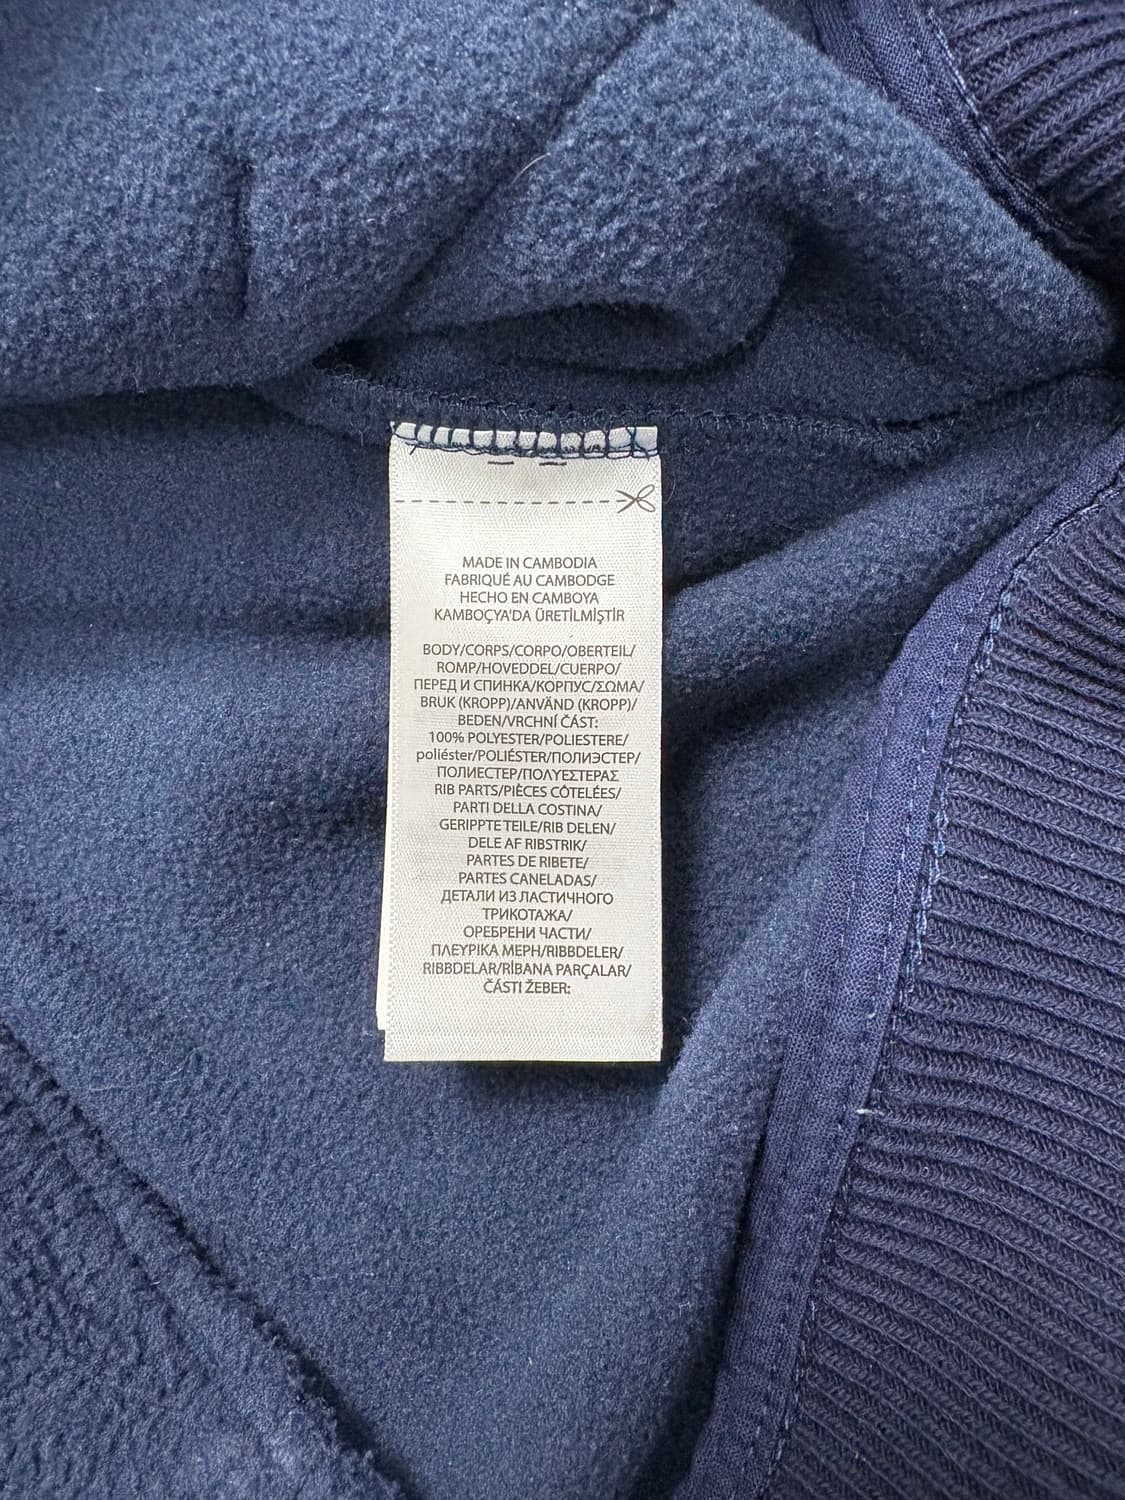 MADE IN CAMBODIA
FABRIQUÉ AU CAMBODGE
HECHO EN CAMBOYA
KAMBOÇYA'DA ÜRETİLMİŞTİR
BODY/CORPS/CORPO/OBERTEIL/
ROMP/HOVEDDEL/CUERPO/
ПЕРЕД И СПИНКА/КОРПУС/ΣΩΜΑ/
BRUK (KROPP)/ANVÄND (KROPP)/
BEDEN/VRCHNÍ ČÁST:
100% POLYESTER/POLIESTERE/
poliéster/POLIÉSTER/ПОЛИЭСТЕР/
ПОЛИЕСТЕР/ΠΟΛΥΕΣΤΕΡΑΣ
RIB PARTS/PIÈCES CÔTELÉES/
PARTI DELLA COSTINA/
GERIPPTE TEILE/RIB DELEN/
DELE AF RIBSTRIK/
PARTES DE RIBETE/
PARTES CANELADAS/
ДЕТАЛИ ИЗ ЛАСТИЧНОГО
ТРИКОТАЖА/
ОРЕБРЕНИ ЧАСТИ/
ΠΛΕΥΡΙΚΑ ΜΕΡΗ/RIBBDELER/
RIBBDELAR/RİBANA PARÇALAR/
ČÁSTI ŽEBER: